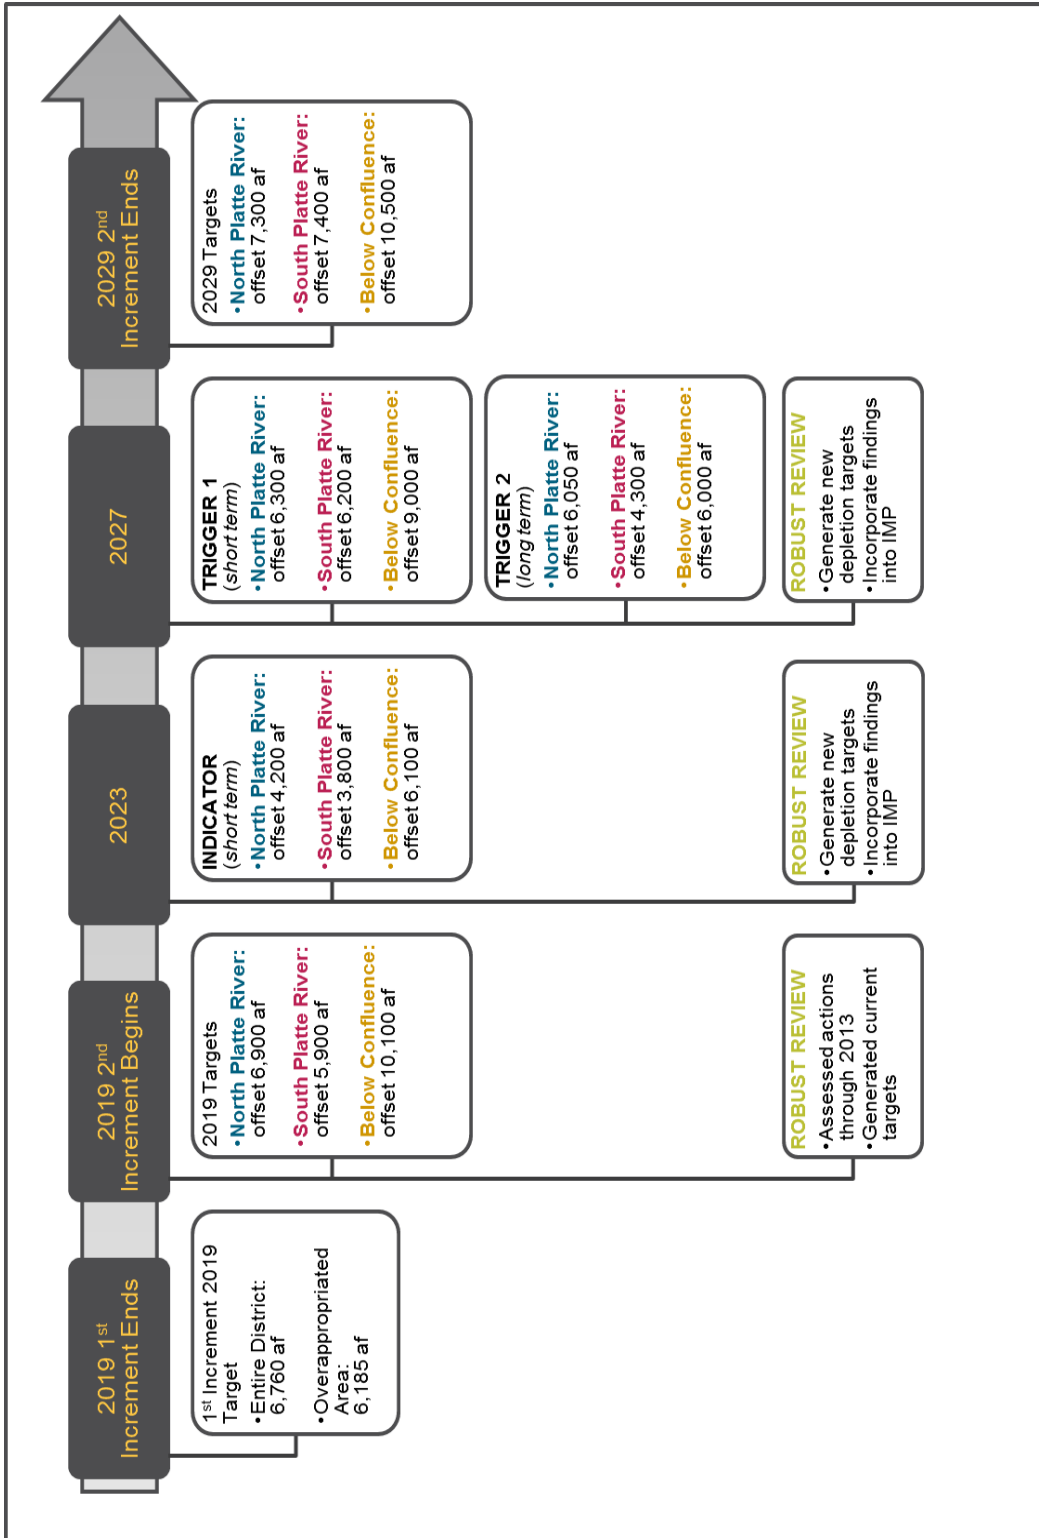 2019 1st
Increment Ends
1st Increment 2019
Target
•Entire District:
6,760 af
•Overappropriated
Area:
6,185 af
2019 2nd
Increment Begins
2019 Targets
•North Platte River:
offset 6,900 af
•South Platte River:
offset 5,900 af
•Below Confluence:
offset 10,100 af
ROBUST REVIEW
•Assessed actions
through 2013
•Generated current
targets
2023
INDICATOR
(short term)
•North Platte River:
offset 4,200 af
•South Platte River:
offset 3,800 af
•Below Confluence:
offset 6,100 af
ROBUST REVIEW
•Generate new
depletion targets
•Incorporate findings
into IMP
2027
TRIGGER 1
(short term)
•North Platte River:
offset 6,300 af
•South Platte River:
offset 6,200 af
•Below Confluence:
offset 9,000 af
TRIGGER 2
(long term)
•North Platte River:
offset 6,050 af
•South Platte River:
offset 4,300 af
•Below Confluence:
offset 6,000 af
ROBUST REVIEW
•Generate new
depletion targets
•Incorporate findings
into IMP
2029 2nd
Increment Ends
2029 Targets
•North Platte River:
offset 7,300 af
•South Platte River:
offset 7,400 af
•Below Confluence:
offset 10,500 af